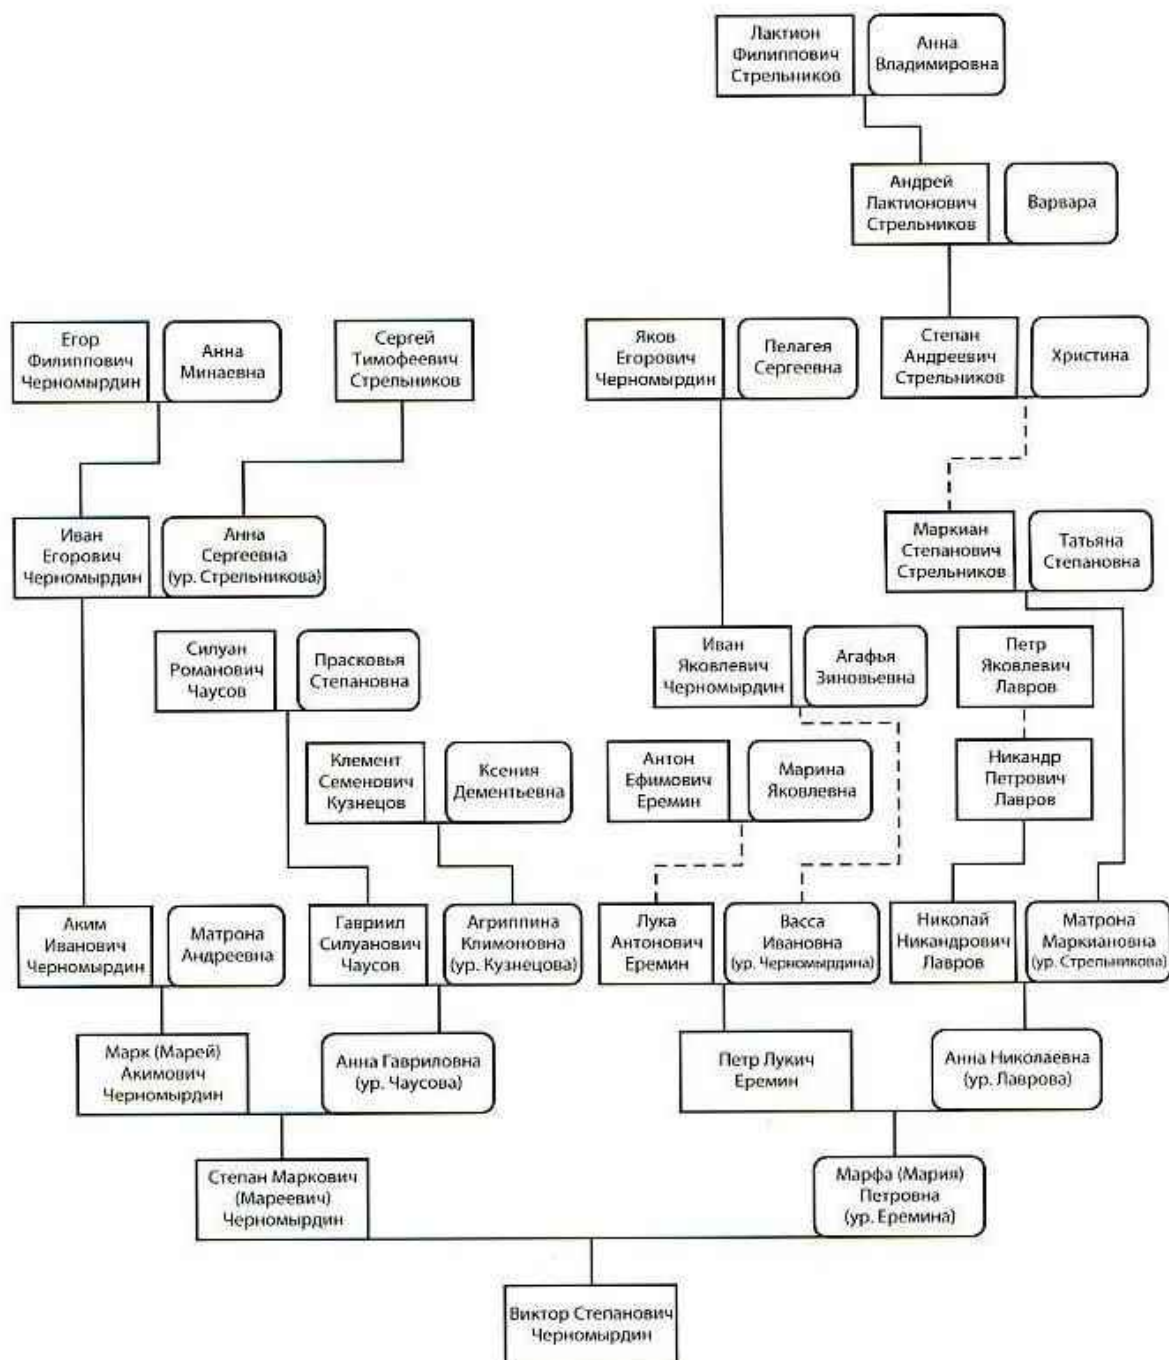 Лактион
Филиппович
Стрельников
Анна
Владимировна
Андрей
Лактионович
Стрельников
Варвара
Егор
Филиппович
Черномырдин
Анна
Минаевна
Сергей
Тимофеевич
Стрельников
Яков
Егорович
Черномырдин
Пелагея
Сергеевна
Степан
Андреевич
Стрельников
Христина
Иван
Егорович
Черномырдин
Анна
Сергеевна
(ур. Стрельникова)
Маркиан
Степанович
Стрельников
Татьяна
Степановна
Силуан
Романович
Чаусов
Прасковья
Степановна
Иван
Яковлевич
Черномырдин
Агафья
Зиновьевна
Петр
Яковлевич
Лавров
Клемент
Семенович
Кузнецов
Ксения
Дементьевна
Антон
Ефимович
Еремин
Марина
Яковлевна
Никандр
Петрович
Лавров
Аким
Иванович
Черномырдин
Матрона
Андреевна
Гавриил
Силуанович
Чаусов
Агриппина
Климоновна
(ур. Кузнецова)
Лука
Антонович
Еремин
Васса
Ивановна
(ур. Черномырдина)
Николай
Никандрович
Лавров
Матрона
Маркиановна
(ур. Стрельникова)
Марк (Марей)
Акимович
Черномырдин
Анна Гавриловна
(ур. Чаусова)
Петр Лукич
Еремин
Анна Николаевна
(ур. Лаврова)
Степан Маркович
(Мареевич)
Черномырдин
Марфа (Мария)
Петровна
(ур. Еремина)
Виктор Степанович
Черномырдин